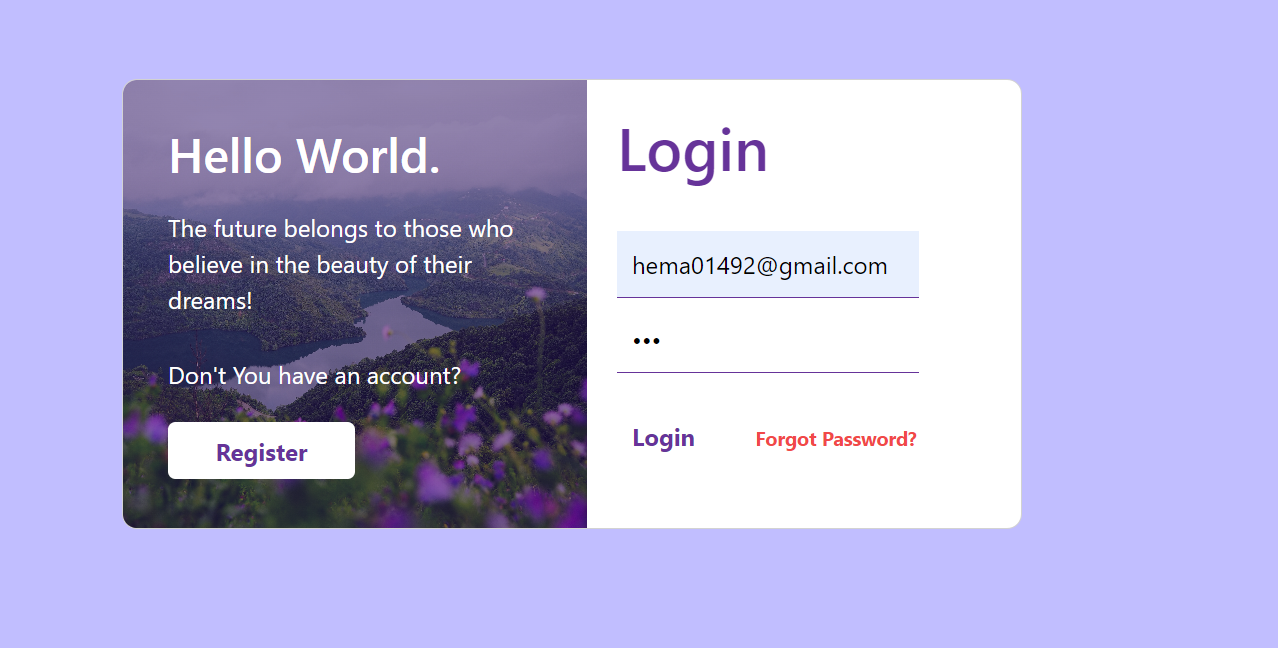 Hello World.
The future belongs to those who
believe in the beauty of their
dreams!
Don't You have an account?
Register
Login
hema01492@gmail.com
•••
Login
Forgot Password?